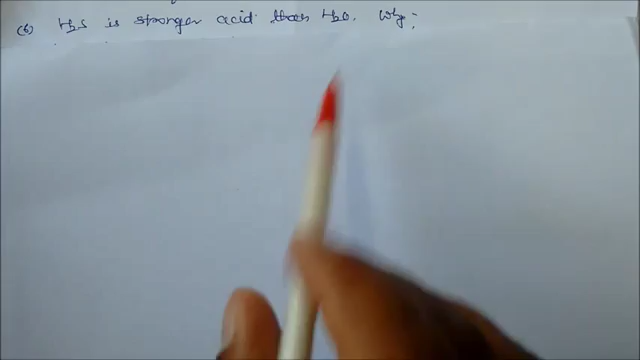 (6) H2S is stronger acid than H2O. Why?